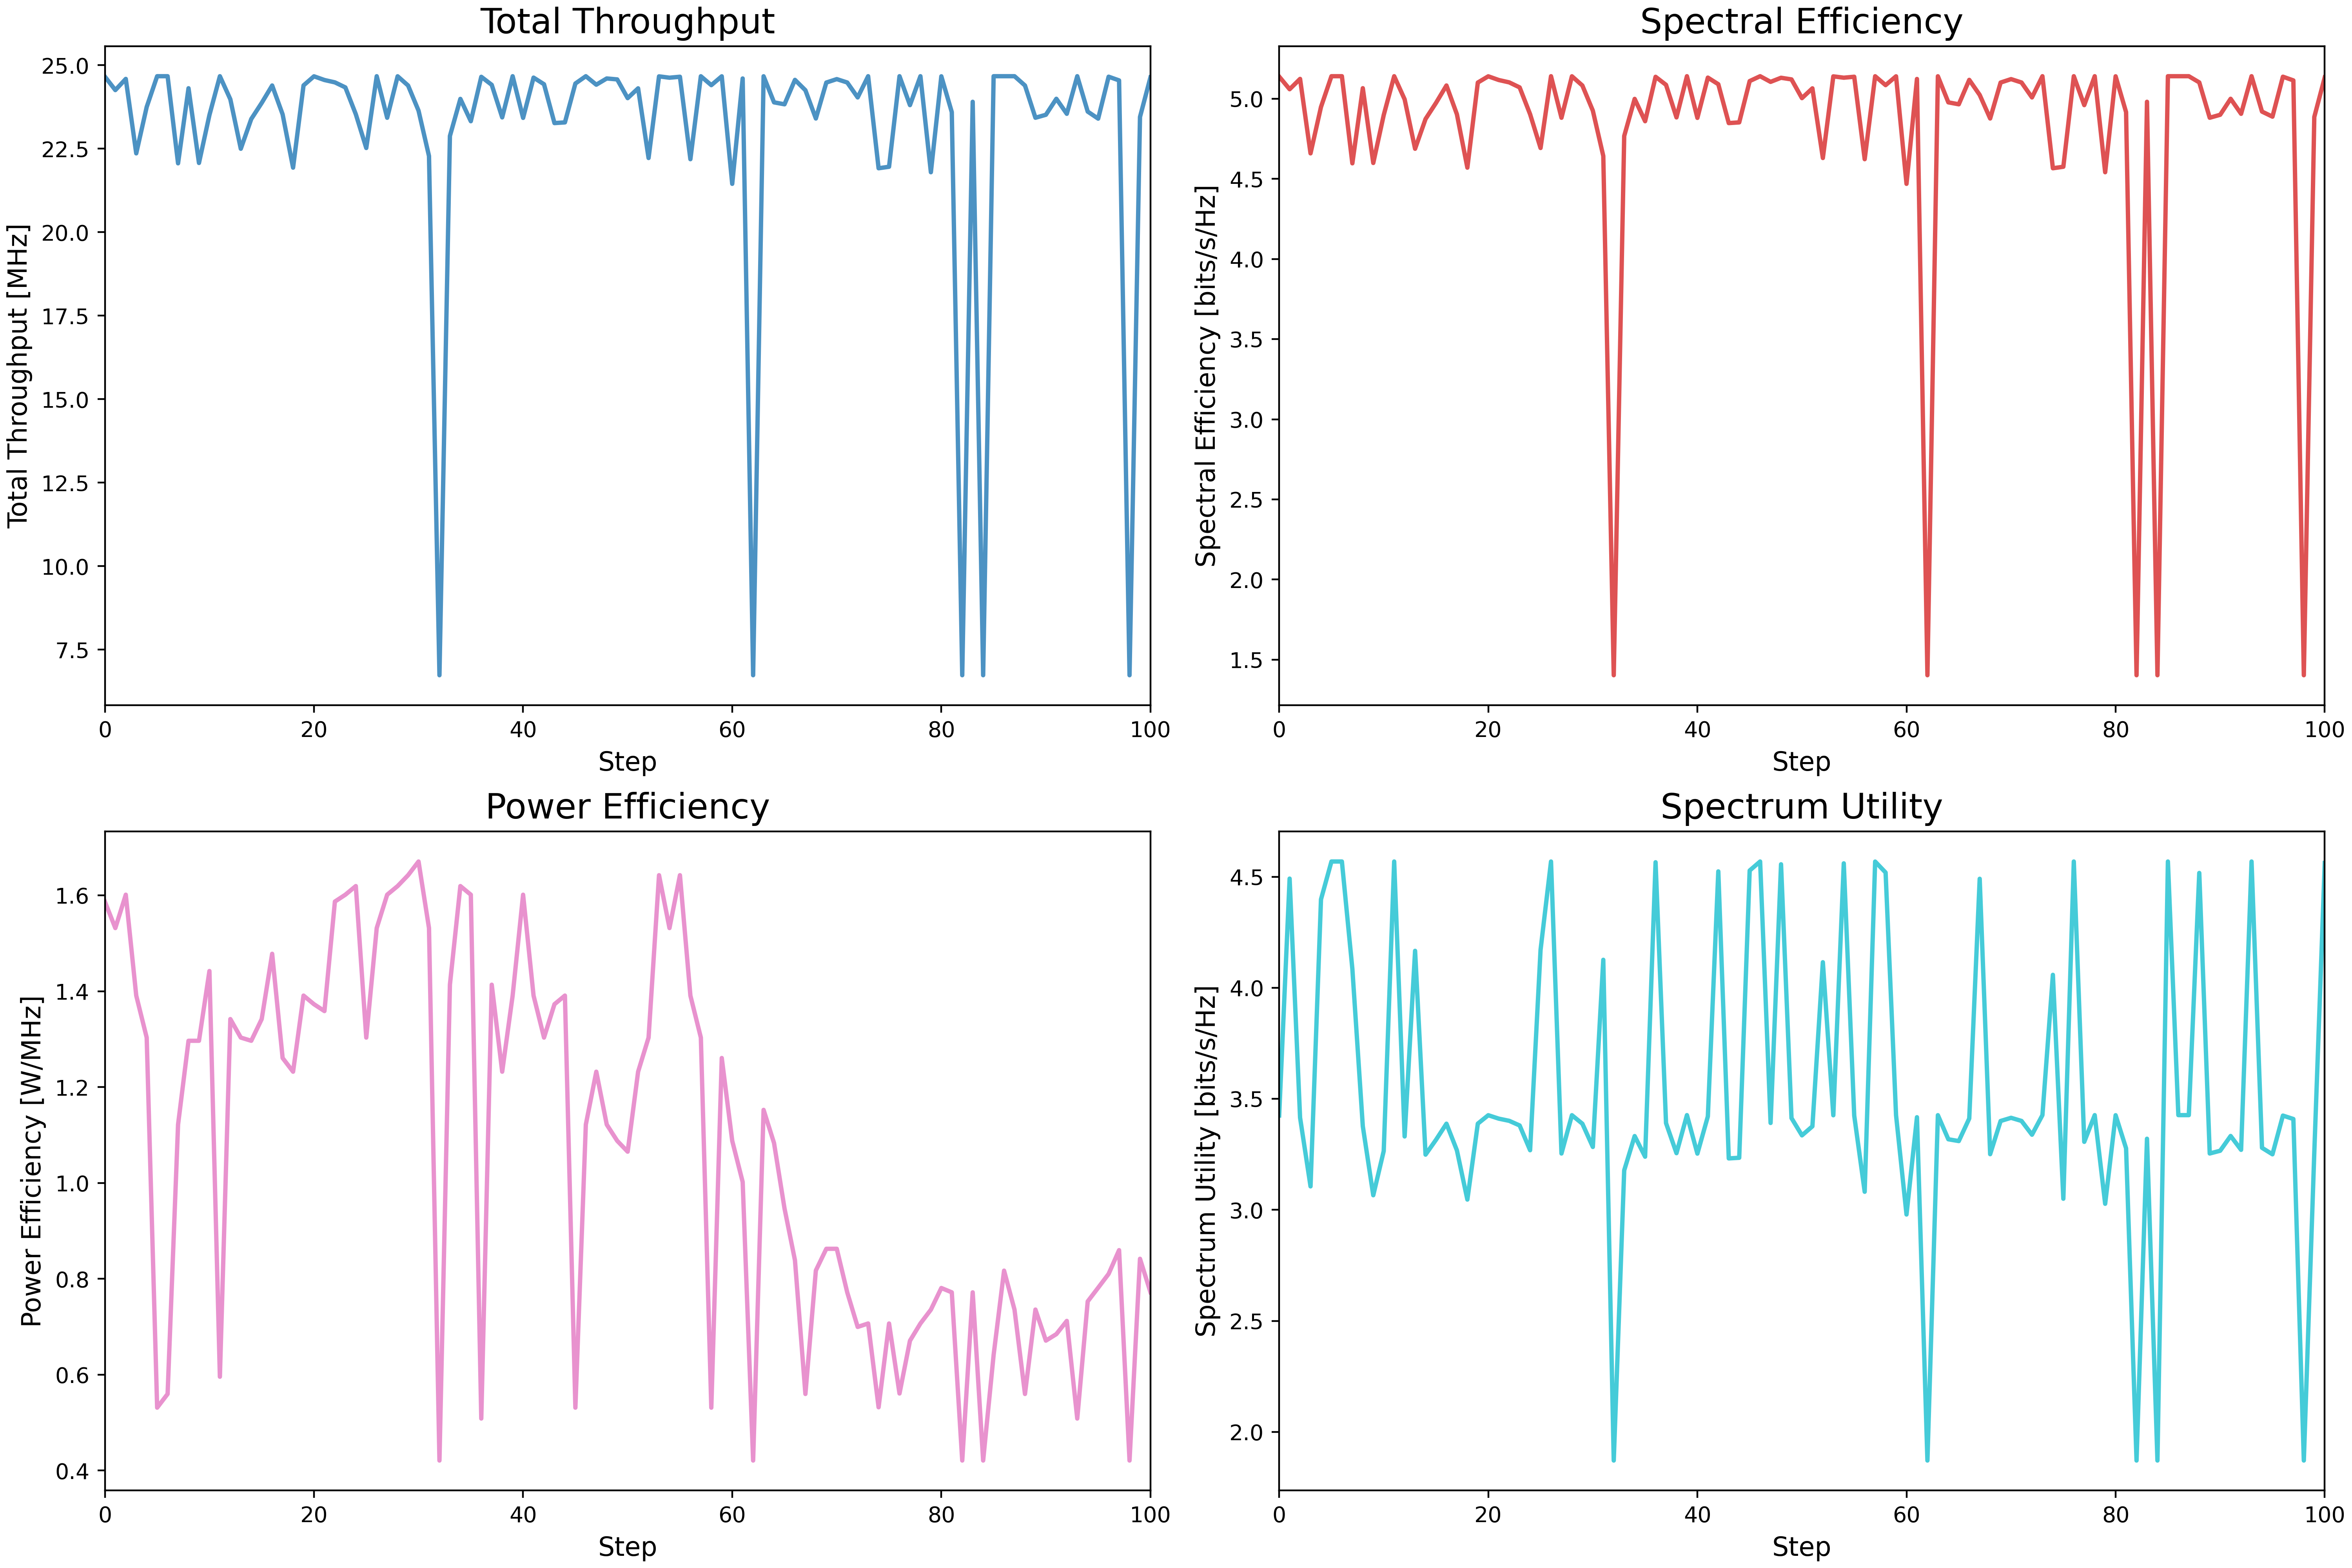 Total Throughput
Total Throughput [MHz]
25.0
22.5
20.0
17.5
15.0
12.5
10.0
7.5
0 20 40 60 80 100
Step
Spectral Efficiency
Spectral Efficiency [bits/s/Hz]
5.0
4.5
4.0
3.5
3.0
2.5
2.0
1.5
0 20 40 60 80 100
Step
Power Efficiency
Power Efficiency [W/MHz]
1.6
1.4
1.2
1.0
0.8
0.6
0.4
0 20 40 60 80 100
Step
Spectrum Utility
Spectrum Utility [bits/s/Hz]
4.5
4.0
3.5
3.0
2.5
2.0
0 20 40 60 80 100
Step